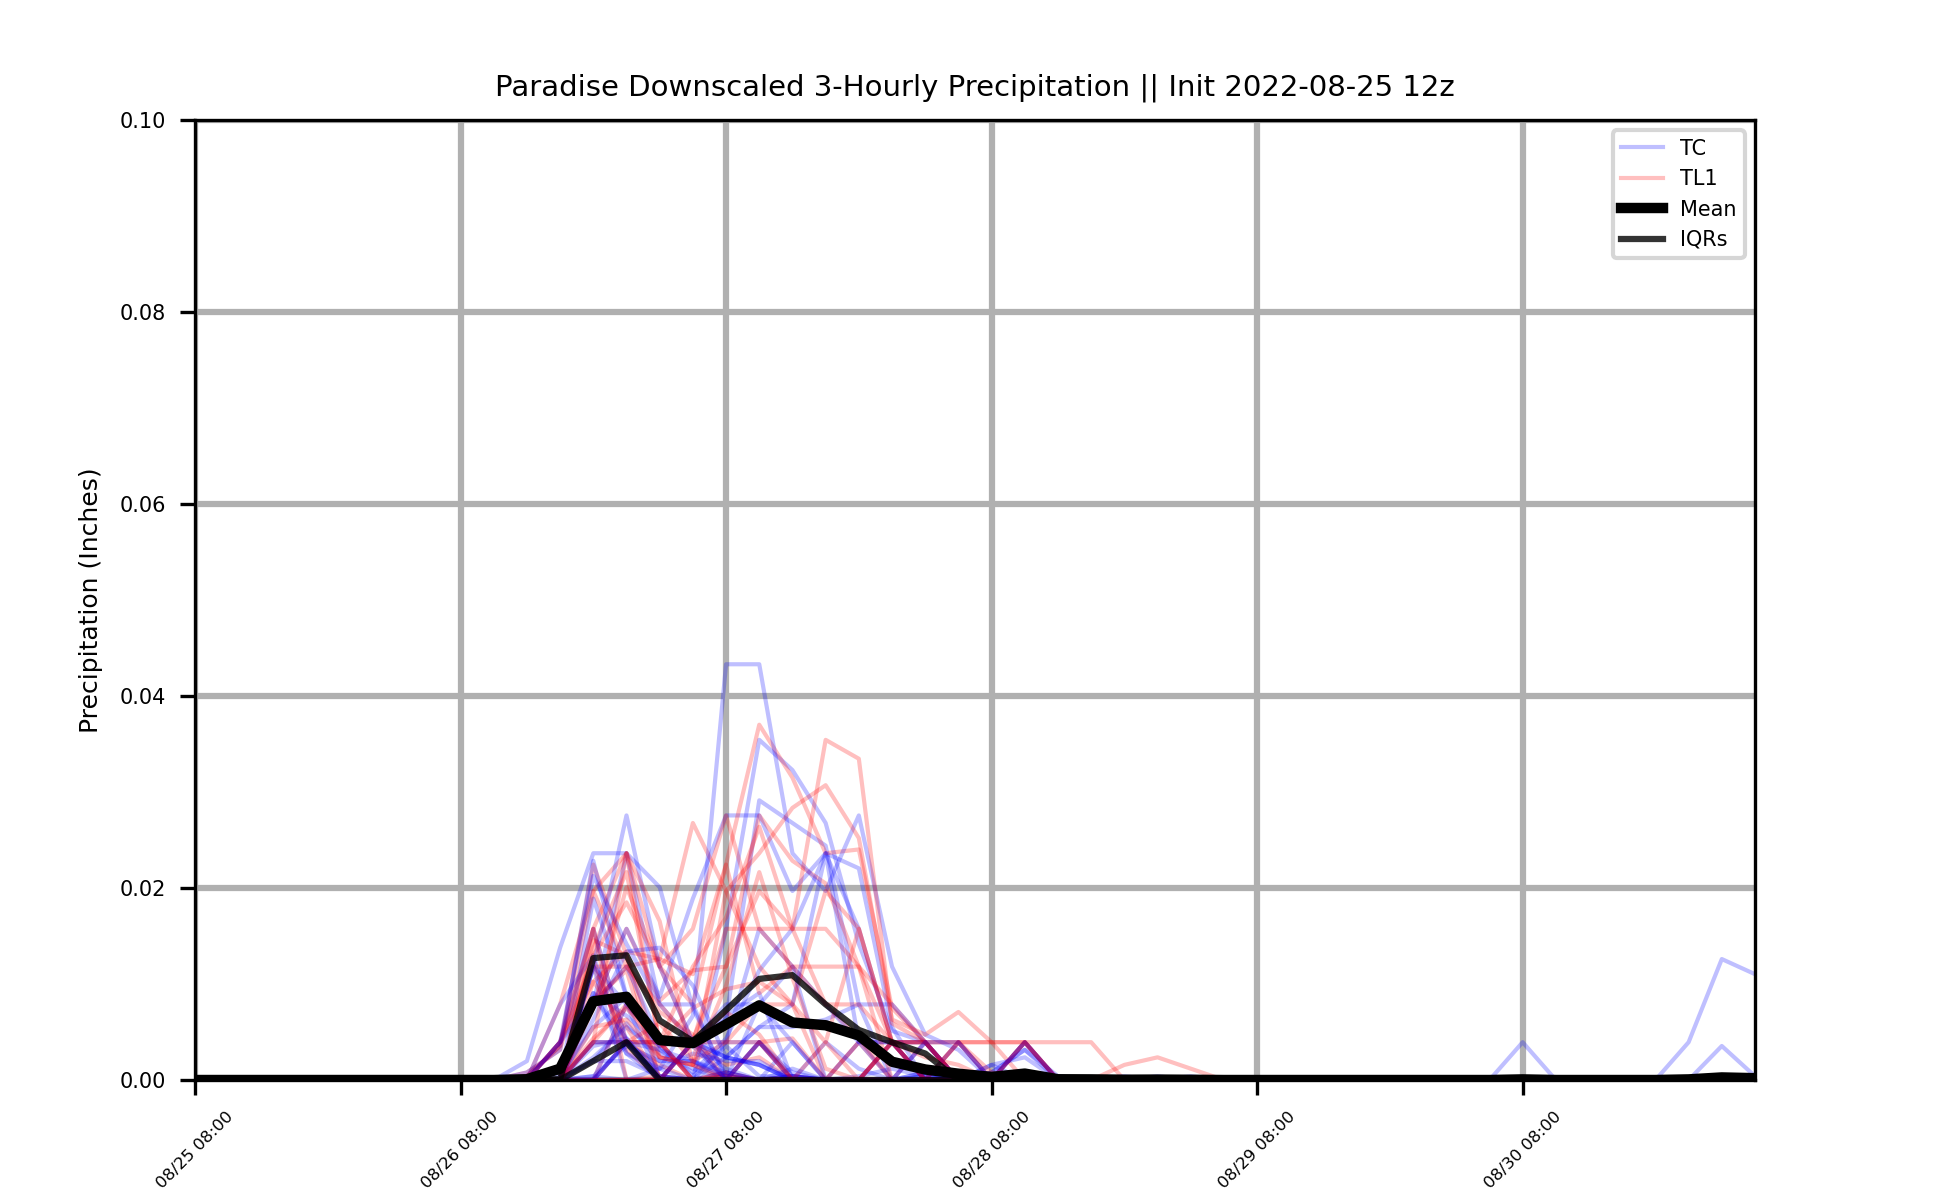 Paradise Downscaled 3-Hourly Precipitation || Init 2022-08-25 12z
Precipitation (Inches)
0.10
0.08
0.06
0.04
0.02
0.00
TC
TL1
Mean
IQRs
08/25 08:00
08/26 08:00
08/27 08:00
08/28 08:00
08/29 08:00
08/30 08:00